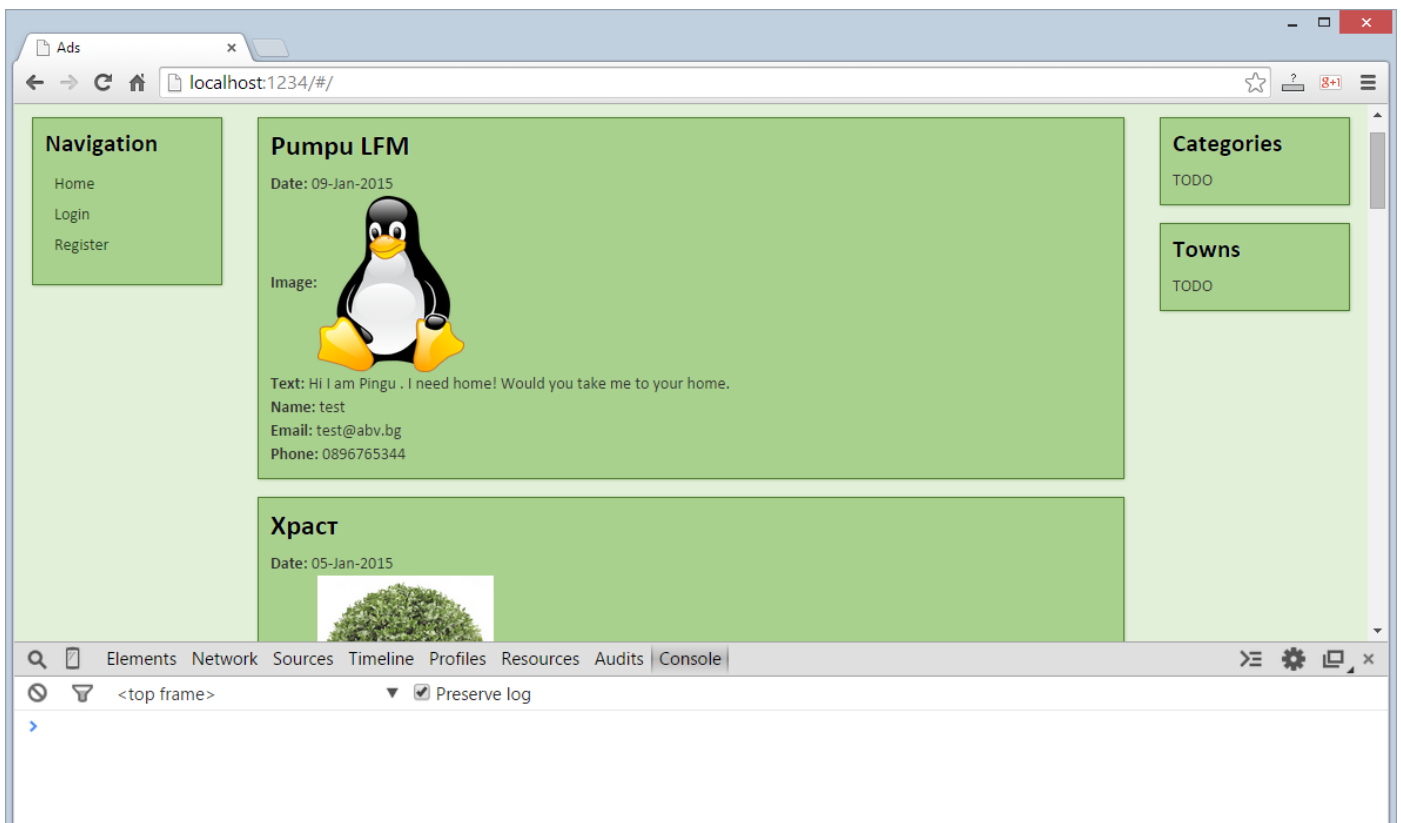 Ads
localhost:1234/#/
?
g+1
Navigation
Home
Login
Register
Pumpu LFM
Date: 09-Jan-2015
Image:
Text: Hi I am Pingu . I need home! Would you take me to your home.
Name: test
Email: test@abv.bg
Phone: 0896765344
Храст
Date: 05-Jan-2015
Categories
TODO
Towns
TODO
Elements Network Sources Timeline Profiles Resources Audits Console
<top frame> Preserve log